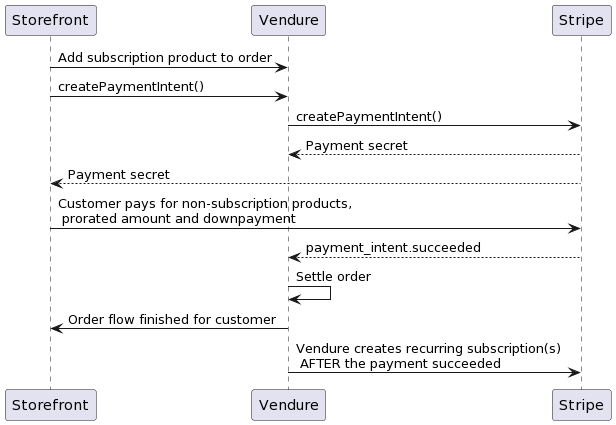 Storefront
Vendure
Stripe
Add subscription product to order
createPaymentIntent()
createPaymentIntent()
Payment secret
Payment secret
Customer pays for non-subscription products,
prorated amount and downpayment
payment_intent.succeeded
Settle order
Order flow finished for customer
Vendure creates recurring subscription(s)
AFTER the payment succeeded
Storefront
Vendure
Stripe